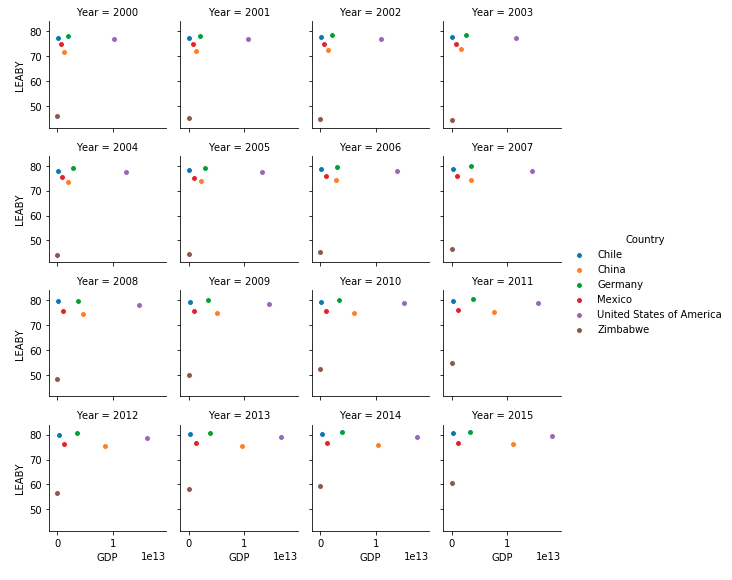 Year = 2000 Year = 2001 Year = 2002 Year = 2003
80
70
60
50
LEABY
Year = 2004 Year = 2005 Year = 2006 Year = 2007
80
70
60
50
LEABY
Year = 2008 Year = 2009 Year = 2010 Year = 2011
80
70
60
50
LEABY
Year = 2012 Year = 2013 Year = 2014 Year = 2015
80
70
60
50
LEABY
0 1 0 1 0 1 0 1
GDP 1e13 GDP 1e13 GDP 1e13 GDP 1e13
Country
Chile
China
Germany
Mexico
United States of America
Zimbabwe